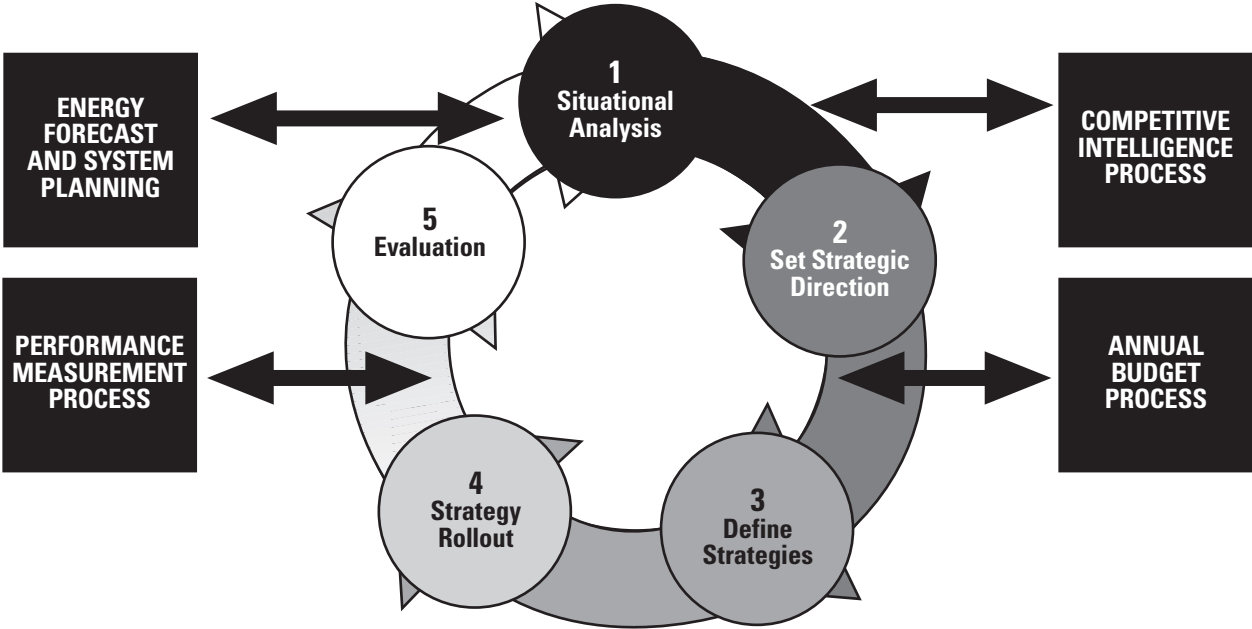 1
Situational
Analysis
ENERGY
FORECAST
AND SYSTEM
PLANNING
COMPETITIVE
INTELLIGENCE
PROCESS
5
Evaluation
2
Set Strategic
Direction
PERFORMANCE
MEASUREMENT
PROCESS
ANNUAL
BUDGET
PROCESS
4
Strategy
Rollout
3
Define
Strategies